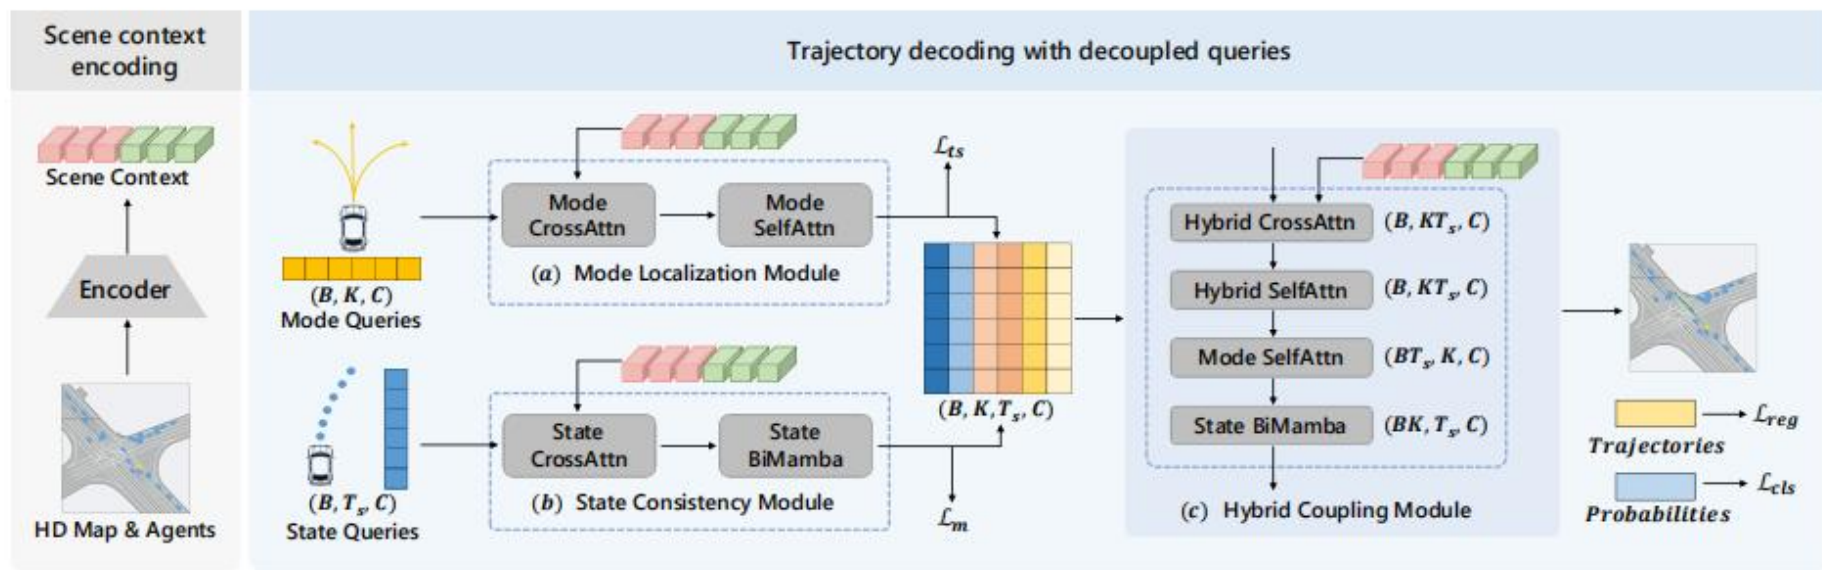 Scene context
encoding
Trajectory decoding with decoupled queries
Scene Context
Encoder
HD Map & Agents
(B, K, C)
Mode Queries
(B, T_s, C)
State Queries
Mode
CrossAttn
Mode
SelfAttn
(a) Mode Localization Module
State
CrossAttn
State
BiMamba
(b) State Consistency Module
ℒ_ts
(B, K, T_s, C)
ℒ_m
Hybrid CrossAttn
(B, KT_s, C)
Hybrid SelfAttn
(B, KT_s, C)
Mode SelfAttn
(BT_s, K, C)
State BiMamba
(BK, T_s, C)
(c) Hybrid Coupling Module
ℒ_reg
Trajectories
ℒ_cls
Probabilities